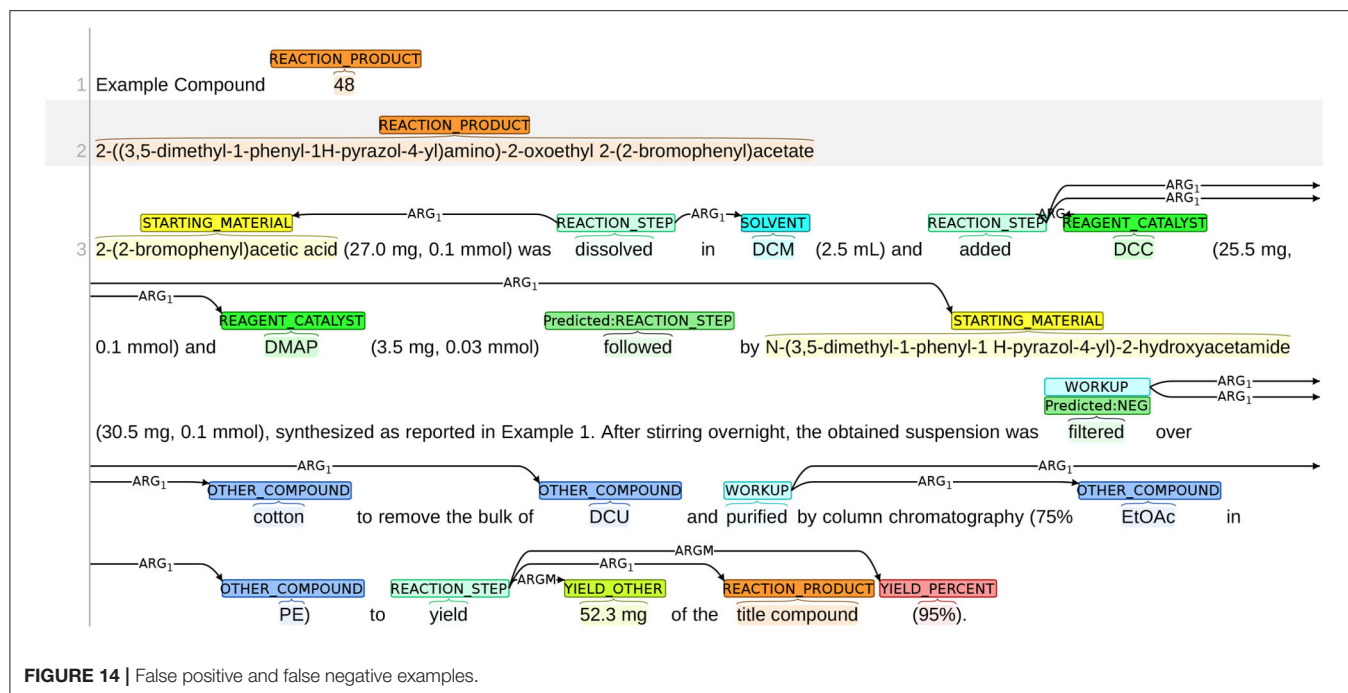 REACTION_PRODUCT
1 Example Compound 48
REACTION_PRODUCT
2 2-((3,5-dimethyl-1-phenyl-1H-pyrazol-4-yl)amino)-2-oxoethyl 2-(2-bromophenyl)acetate
ARG1
ARG1
STARTING_MATERIAL ARG1 REACTION_STEP ARG1 SOLVENT REACTION_STEP ARG REAGENT_CATALYST
3 2-(2-bromophenyl)acetic acid (27.0 mg, 0.1 mmol) was dissolved in DCM (2.5 mL) and added DCC (25.5 mg,
ARG1
ARG1
REAGENT_CATALYST Predicted:REACTION_STEP STARTING_MATERIAL
0.1 mmol) and DMAP (3.5 mg, 0.03 mmol) followed by N-(3,5-dimethyl-1-phenyl-1 H-pyrazol-4-yl)-2-hydroxyacetamide
WORKUP ARG1
Predicted:NEG ARG1
(30.5 mg, 0.1 mmol), synthesized as reported in Example 1. After stirring overnight, the obtained suspension was filtered over
ARG1 ARG1
ARG1 ARG1
OTHER_COMPOUND OTHER_COMPOUND WORKUP OTHER_COMPOUND
cotton to remove the bulk of DCU and purified by column chromatography (75% EtOAc in
ARGM
ARG1 ARG1
OTHER_COMPOUND REACTION_STEP ARGM YIELD_OTHER REACTION_PRODUCT YIELD_PERCENT
PE) to yield 52.3 mg of the title compound (95%).
FIGURE 14 | False positive and false negative examples.